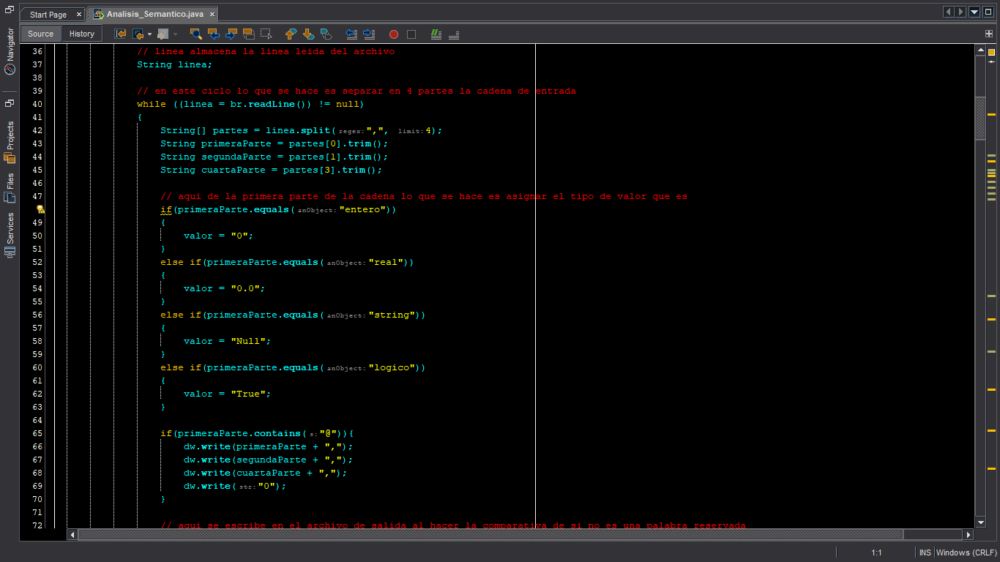 Start Page
Analisis_Semantico.java
Source
History
Navigator
Projects
Files
Services
36 // linea almacena la linea leida del archivo
37 String linea;
38
39 // en este ciclo lo que se hace es separar en 4 partes la cadena de entrada
40 while ((linea = br.readLine()) != null)
41 {
42 String[] partes = linea.split(regex:",", limit:4);
43 String primeraParte = partes[0].trim();
44 String segundaParte = partes[1].trim();
45 String cuartaParte = partes[3].trim();
46
47 // aqui de la primera parte de la cadena lo que se hace es asignar el tipo de valor que es
if(primeraParte.equals(anObject:"entero"))
49 {
50 valor = "0";
51 }
52 else if(primeraParte.equals(anObject:"real"))
53 {
54 valor = "0.0";
55 }
56 else if(primeraParte.equals(anObject:"string"))
57 {
58 valor = "Null";
59 }
60 else if(primeraParte.equals(anObject:"logico"))
61 {
62 valor = "True";
63 }
64
65 if(primeraParte.contains(s:"@")){
66 dw.write(primeraParte + ",");
67 dw.write(segundaParte + ",");
68 dw.write(cuartaParte + ",");
69 dw.write(str:"0");
70 }
71
72 // aqui se escribe en el archivo de salida al hacer la comparativa de si no es una palabra reservada
1:1
INS
Windows (CRLF)